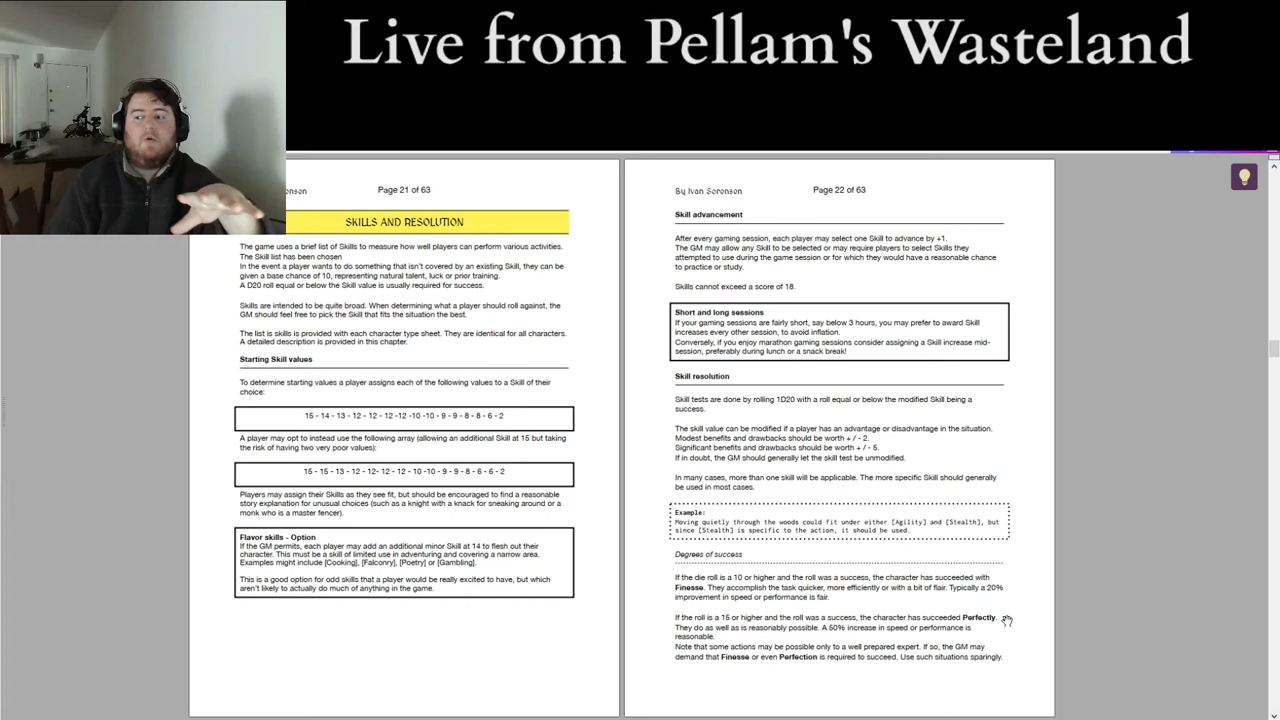 Live from Pellam's Wasteland
Page 21 of 63
SKILLS AND RESOLUTION
The game uses a brief list of Skills to measure how well players can perform various activities.
The Skill list has been chosen
In the event a player wants to do something that isn't covered by an existing Skill, they can be
given a base chance of 10, representing natural talent, luck or prior training.
A D20 roll equal or below the Skill value is usually required for success.
Skills are intended to be quite broad. When determining what a player should roll against, the
GM should feel free to pick the Skill that fits the situation the best.
The list is skills is provided with each character type sheet. They are identical for all characters.
A detailed description is provided in this chapter.
Starting Skill values
To determine starting values a player assigns each of the following values to a Skill of their
choice:
15 - 14 - 13 - 12 - 12 - 12 -12 -10 -10 - 9 - 9 - 8 - 8 - 6 - 2
A player may opt to instead use the following array (allowing an additional Skill at 15 but taking
the risk of having two very poor values):
15 - 15 - 13 - 12 - 12- 12 - 12 - 10 -10 - 9 - 9 - 8 - 6 - 6 - 2
Players may assign their Skills as they see fit, but should be encouraged to find a reasonable
story explanation for unusual choices (such as a knight with a knack for sneaking around or a
monk who is a master fencer).
Flavor skills - Option
If the GM permits, each player may add an additional minor Skill at 14 to flesh out their
character. This must be a skill of limited use in adventuring and covering a narrow area.
Examples might include [Cooking], [Falconry], [Poetry] or [Gambling].
This is a good option for odd skills that a player would be really excited to have, but which
aren't likely to actually do much of anything in the game.
By Ivan Sorenson
Page 22 of 63
Skill advancement
After every gaming session, each player may select one Skill to advance by +1.
The GM may allow any Skill to be selected or may require players to select Skills they
attempted to use during the game session or for which they would have a reasonable chance
to practice or study.
Skills cannot exceed a score of 18.
Short and long sessions
If your gaming sessions are fairly short, say below 3 hours, you may prefer to award Skill
increases every other session, to avoid inflation.
Conversely, if you enjoy marathon gaming sessions consider assigning a Skill increase mid-
session, preferably during lunch or a snack break!
Skill resolution
Skill tests are done by rolling 1D20 with a roll equal or below the modified Skill being a
success.
The skill value can be modified if a player has an advantage or disadvantage in the situation.
Modest benefits and drawbacks should be worth + / - 2.
Significant benefits and drawbacks should be worth + / - 5.
If in doubt, the GM should generally let the skill test be unmodified.
In many cases, more than one skill will be applicable. The more specific Skill should generally
be used in most cases.
Example:
Moving quietly through the woods could fit under either [Agility] and [Stealth], but
since [Stealth] is specific to the action, it should be used.
Degrees of success
If the die roll is a 10 or higher and the roll was a success, the character has succeeded with
Finesse. They accomplish the task quicker, more efficiently or with a bit of flair. Typically a 20%
improvement in speed or performance is fair.
If the roll is a 15 or higher and the roll was a success, the character has succeeded Perfectly.
They do as well as is reasonably possible. A 50% increase in speed or performance is
reasonable.
Note that some actions may be possible only to a well prepared expert. If so, the GM may
demand that Finesse or even Perfection is required to succeed. Use such situations sparingly.